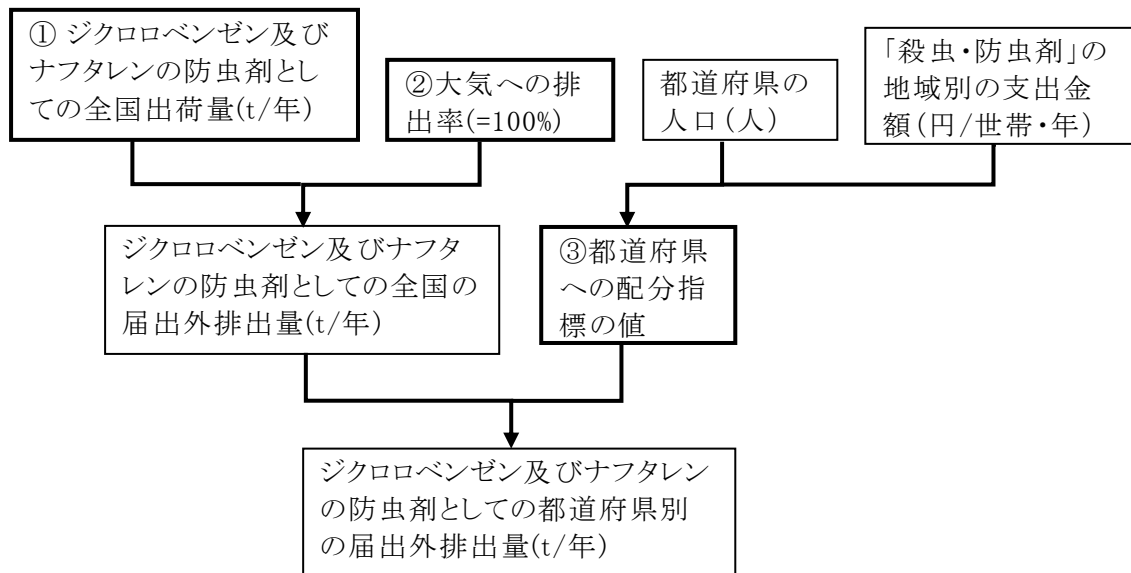 ① ジクロロベンゼン及び
ナフタレンの防虫剤とし
ての全国出荷量(t/年)
②大気への排
出率(=100%)
都道府県の
人口(人)
「殺虫・防虫剤」の
地域別の支出金
額(円/世帯・年)
ジクロロベンゼン及びナフタ
レンの防虫剤としての全国の
届出外排出量(t/年)
③都道府県
への配分指
標の値
ジクロロベンゼン及びナフタレン
の防虫剤としての都道府県別
の届出外排出量(t/年)